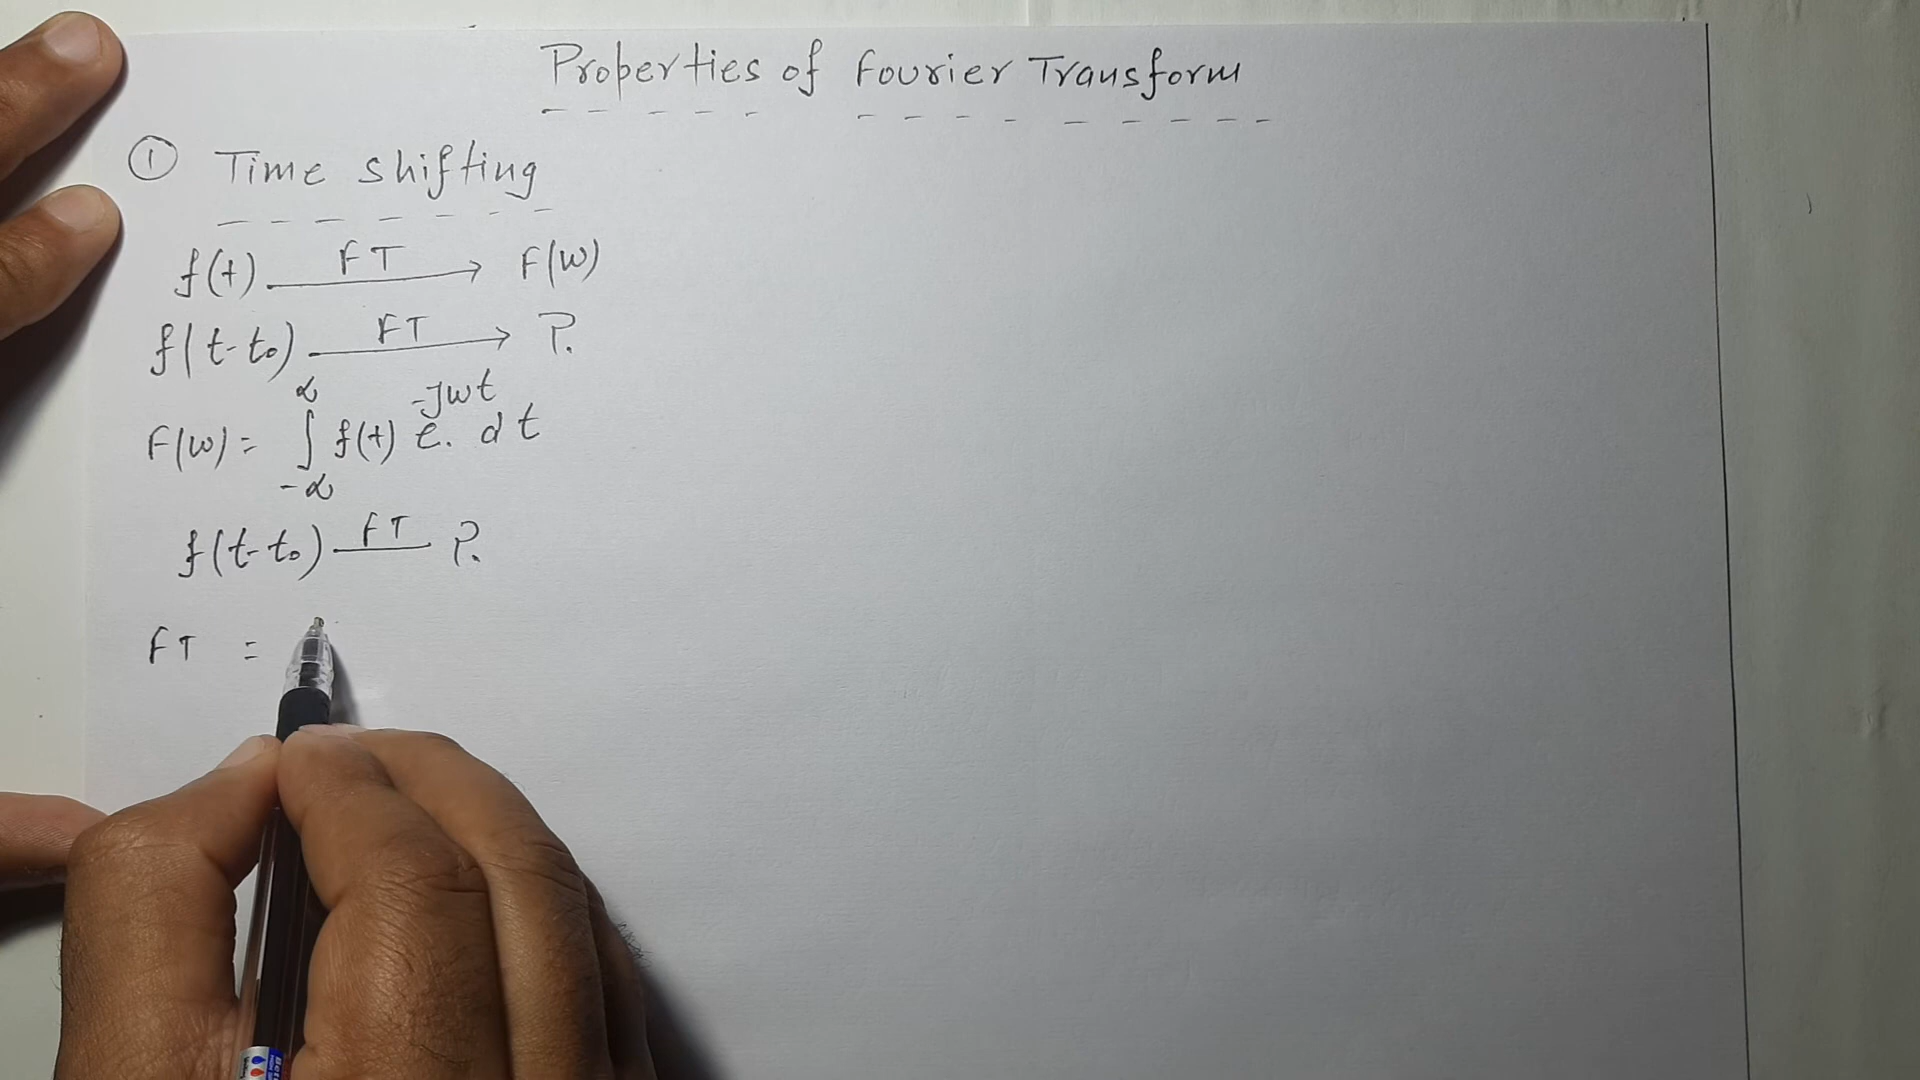 Properties of Fourier Transform
① Time shifting
f(t) FT → F(w)
f(t-t₀) FT → ?
F(w) = ∫_{-∞}^{∞} f(t) e^{-jwt}. dt
f(t-t₀) FT ?
FT =